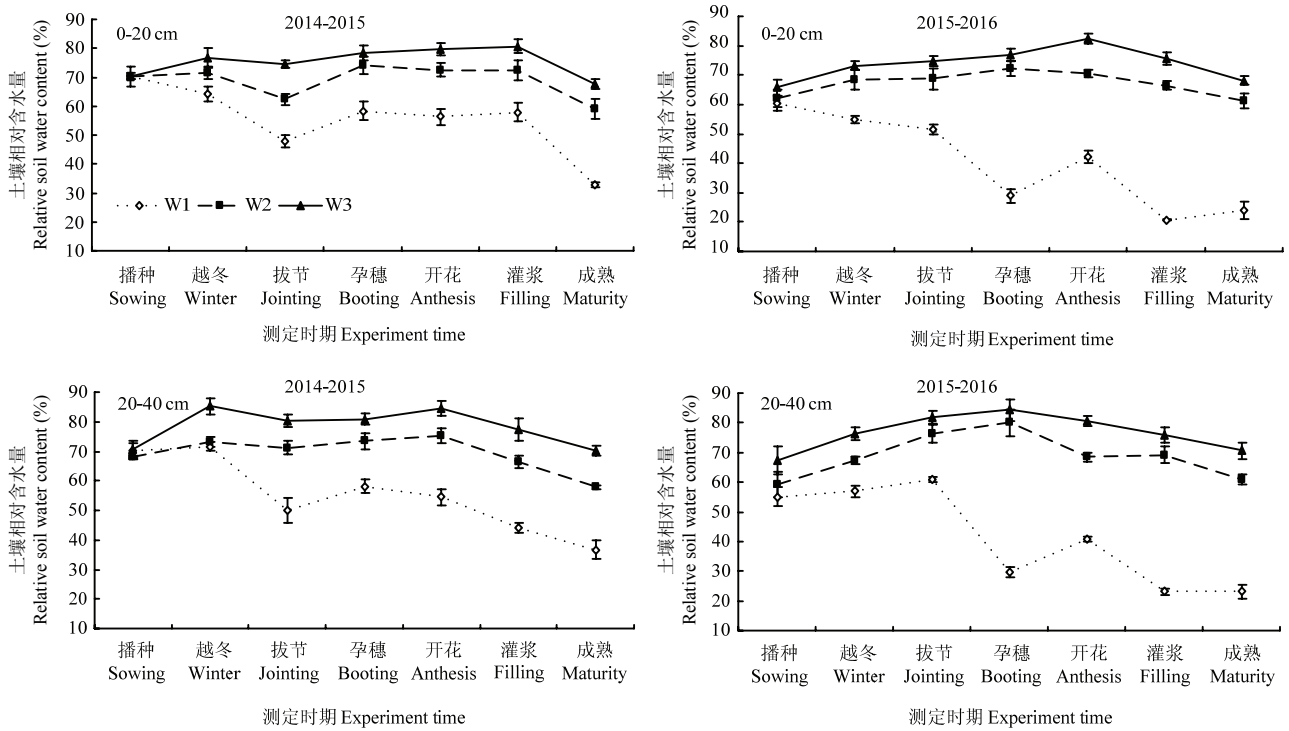 土壤相对含水量
Relative soil water content (%)
90
80
70
60
50
40
30
20
10
0-20 cm
2014-2015
W1
W2
W3
播种
Sowing
越冬
Winter
拔节
Jointing
孕穗
Booting
开花
Anthesis
灌浆
Filling
成熟
Maturity
测定时期 Experiment time
土壤相对含水量
Relative soil water content (%)
90
80
70
60
50
40
30
20
10
0-20 cm
2015-2016
播种
Sowing
越冬
Winter
拔节
Jointing
孕穗
Booting
开花
Anthesis
灌浆
Filling
成熟
Maturity
测定时期 Experiment time
土壤相对含水量
Relative soil water content (%)
90
80
70
60
50
40
30
20
10
20-40 cm
2014-2015
播种
Sowing
越冬
Winter
拔节
Jointing
孕穗
Booting
开花
Anthesis
灌浆
Filling
成熟
Maturity
测定时期 Experiment time
土壤相对含水量
Relative soil water content (%)
90
80
70
60
50
40
30
20
10
20-40 cm
2015-2016
播种
Sowing
越冬
Winter
拔节
Jointing
孕穗
Booting
开花
Anthesis
灌浆
Filling
成熟
Maturity
测定时期 Experiment time